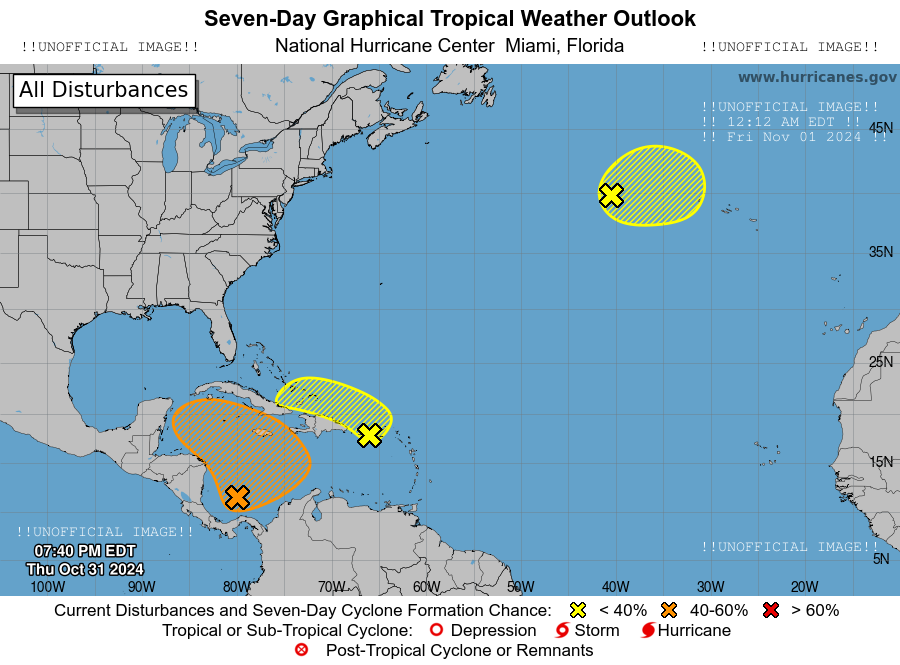 Seven-Day Graphical Tropical Weather Outlook
!!UNOFFICIAL IMAGE!! National Hurricane Center Miami, Florida !!UNOFFICIAL IMAGE!!
www.hurricanes.gov
All Disturbances
!!UNOFFICIAL IMAGE!!
!! 12:12 AM EDT !!
!! Fri Nov 01 2024 !!
45N
35N
25N
15N
!!UNOFFICIAL IMAGE!!
!!UNOFFICIAL IMAGE!!
07:40 PM EDT
5N
Thu Oct 31 2024
100W 90W 80W 70W 60W 50W 40W 30W 20W
Current Disturbances and Seven-Day Cyclone Formation Chance: < 40% 40-60% > 60%
Tropical or Sub-Tropical Cyclone: Depression Storm Hurricane
Post-Tropical Cyclone or Remnants